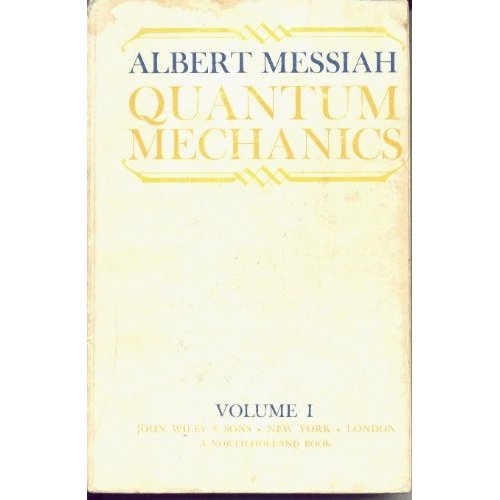 ALBERT MESSIAH
QUANTUM
MECHANICS
VOLUME I
JOHN WILEY & SONS • NEW YORK • LONDON
A NORTH-HOLLAND BOOK